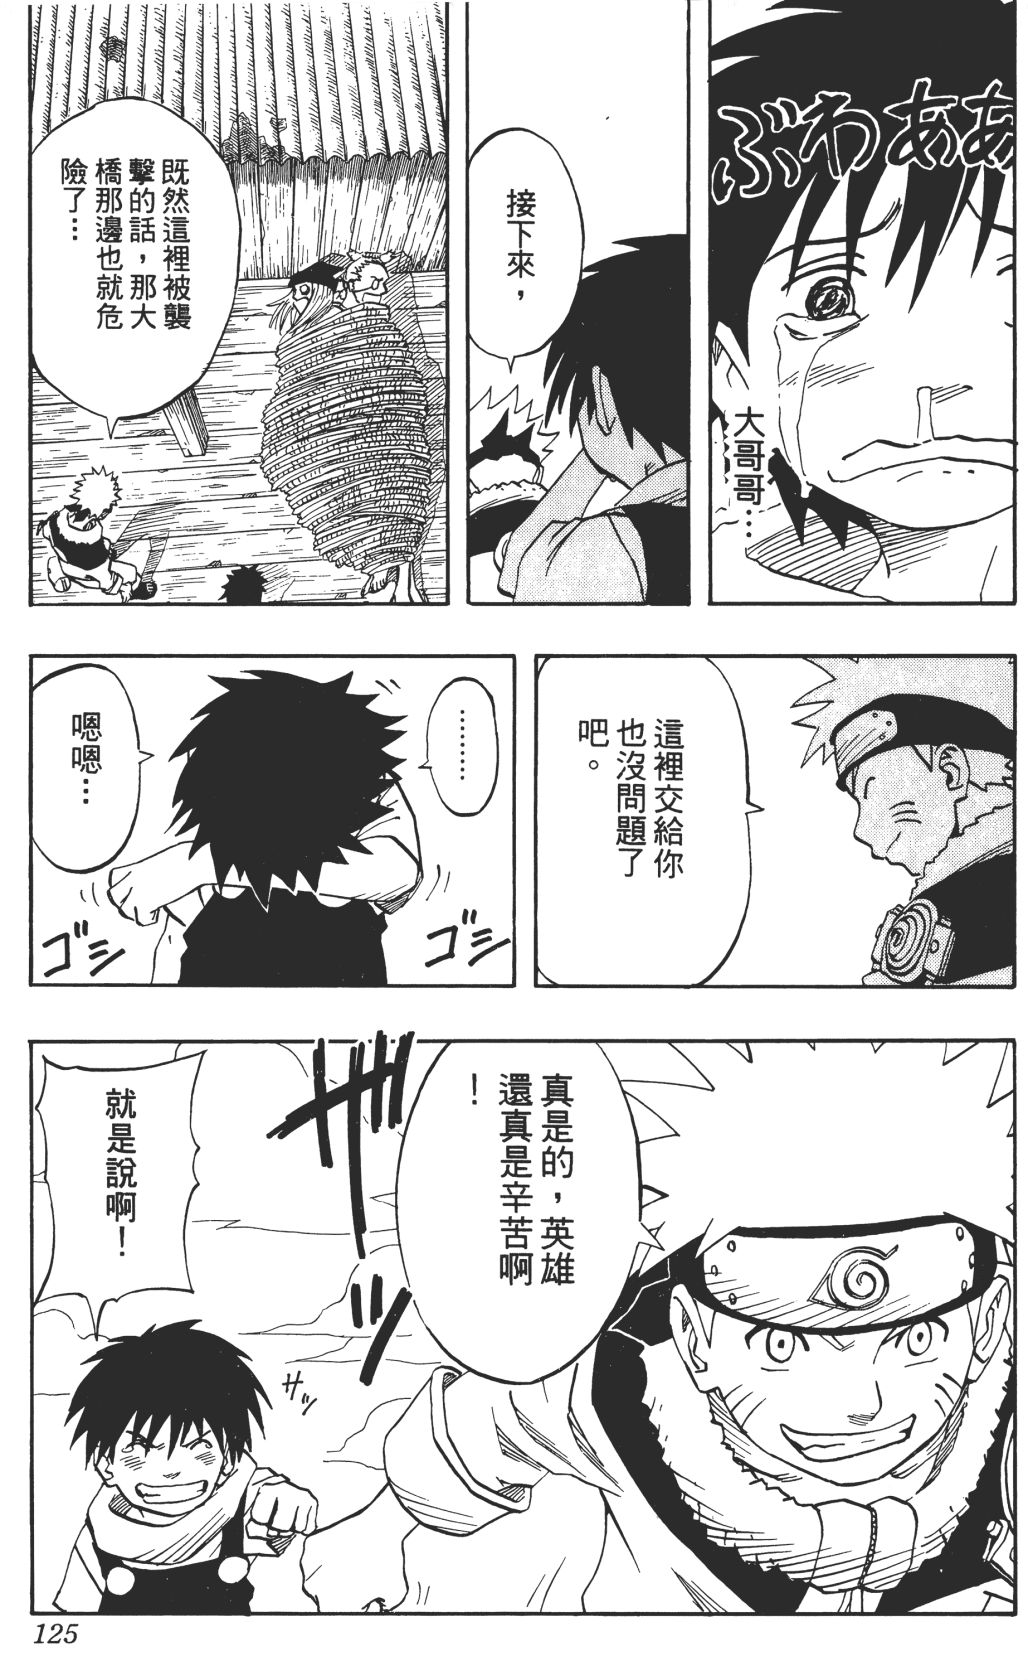 ぶわああ
大哥哥⋯
接下來，
既然這裡被襲
擊的話，那大
橋那邊也就危
險了⋯
這裡交給你
也沒問題了
吧。
⋯⋯⋯
嗯嗯⋯
ゴシ
ゴシ
真是的，英雄
還真是辛苦啊
！
就是說啊！
ザッ
125